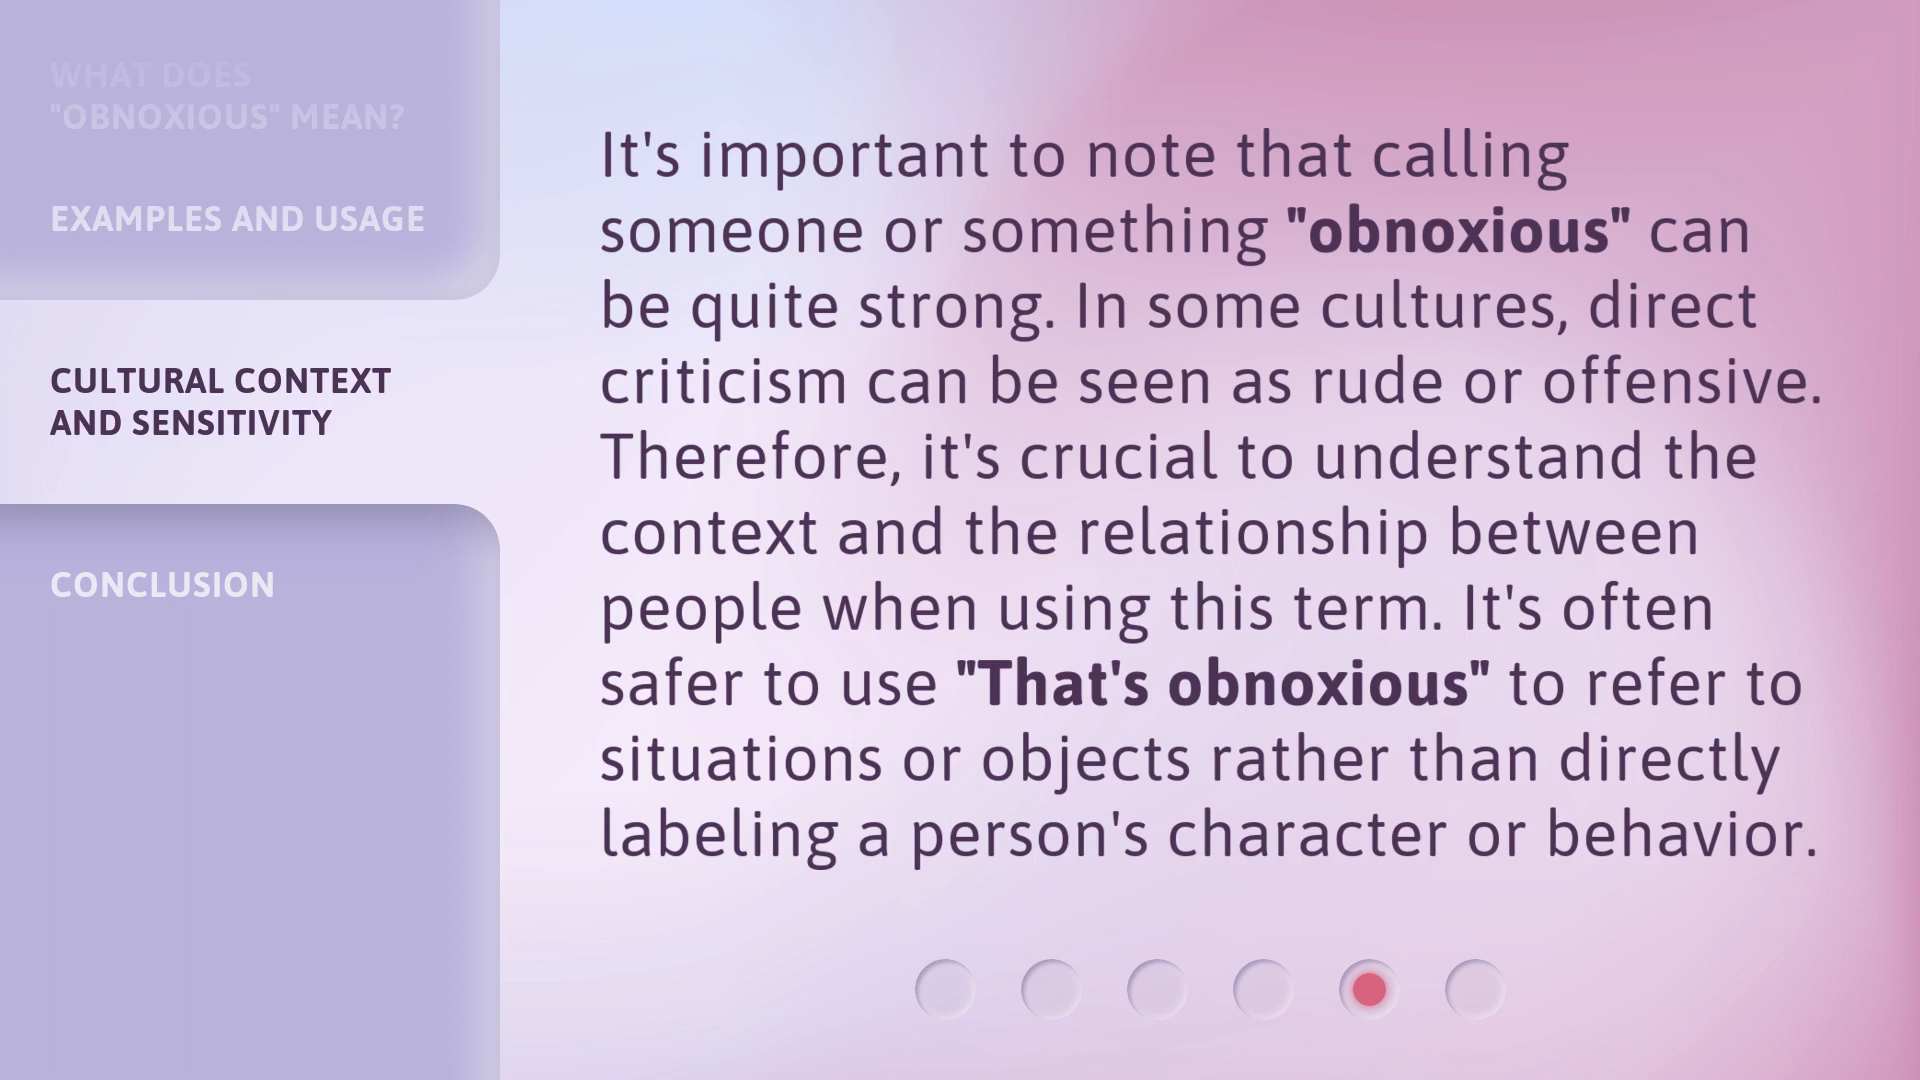 WHAT DOES
"OBNOXIOUS" MEAN?
EXAMPLES AND USAGE
CULTURAL CONTEXT
AND SENSITIVITY
CONCLUSION
It's important to note that calling
someone or something "obnoxious" can
be quite strong. In some cultures, direct
criticism can be seen as rude or offensive.
Therefore, it's crucial to understand the
context and the relationship between
people when using this term. It's often
safer to use "That's obnoxious" to refer to
situations or objects rather than directly
labeling a person's character or behavior.